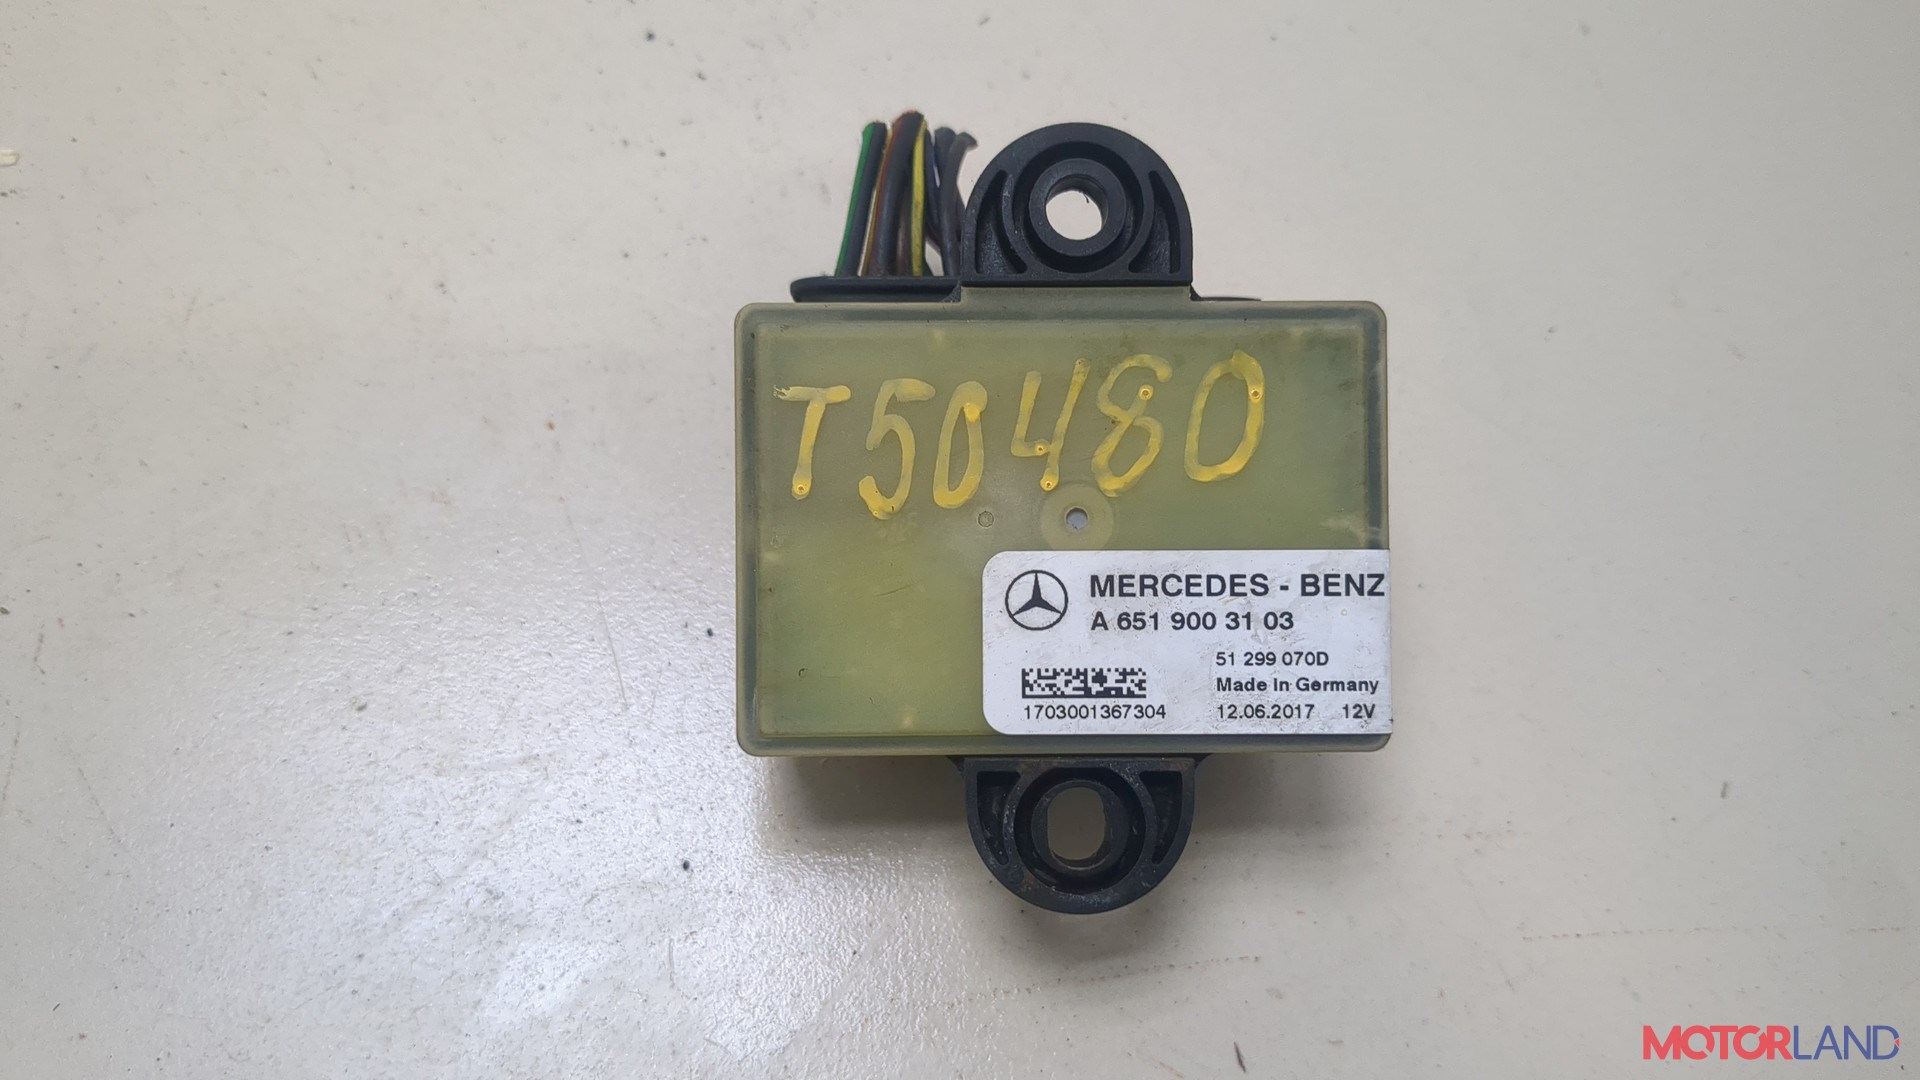 T50480
MERCEDES - BENZ
A 651 900 31 03
51 299 070D
Made in Germany
1703001367304 12.06.2017 12V
MOTORLAND